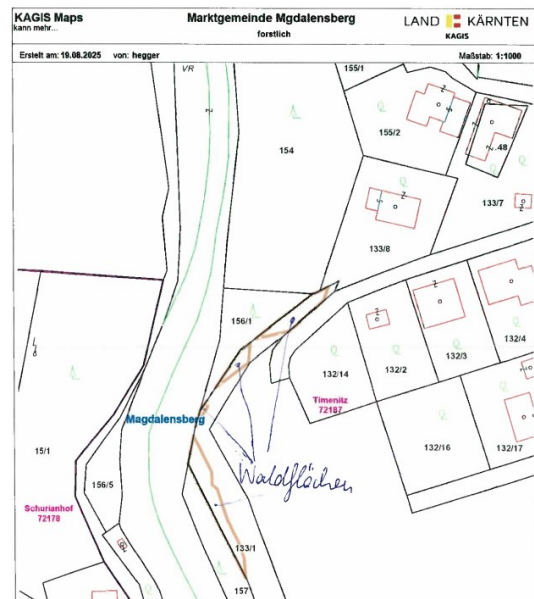 KAGIS Maps
kann mehr...
Marktgemeinde Mgdalensberg
forstlich
LAND KÄRNTEN
KAGIS
Erstellt am: 19.08.2025 von: hegger
Maßstab: 1:1000
VR
155/1
155/2
154
.48
133/7
133/8
156/1
132/14
132/2
132/3
132/4
Timenitz
72187
Magdalensberg
132/16
132/17
15/1
156/5
Waldflächen
Schurianhof
72178
133/1
157